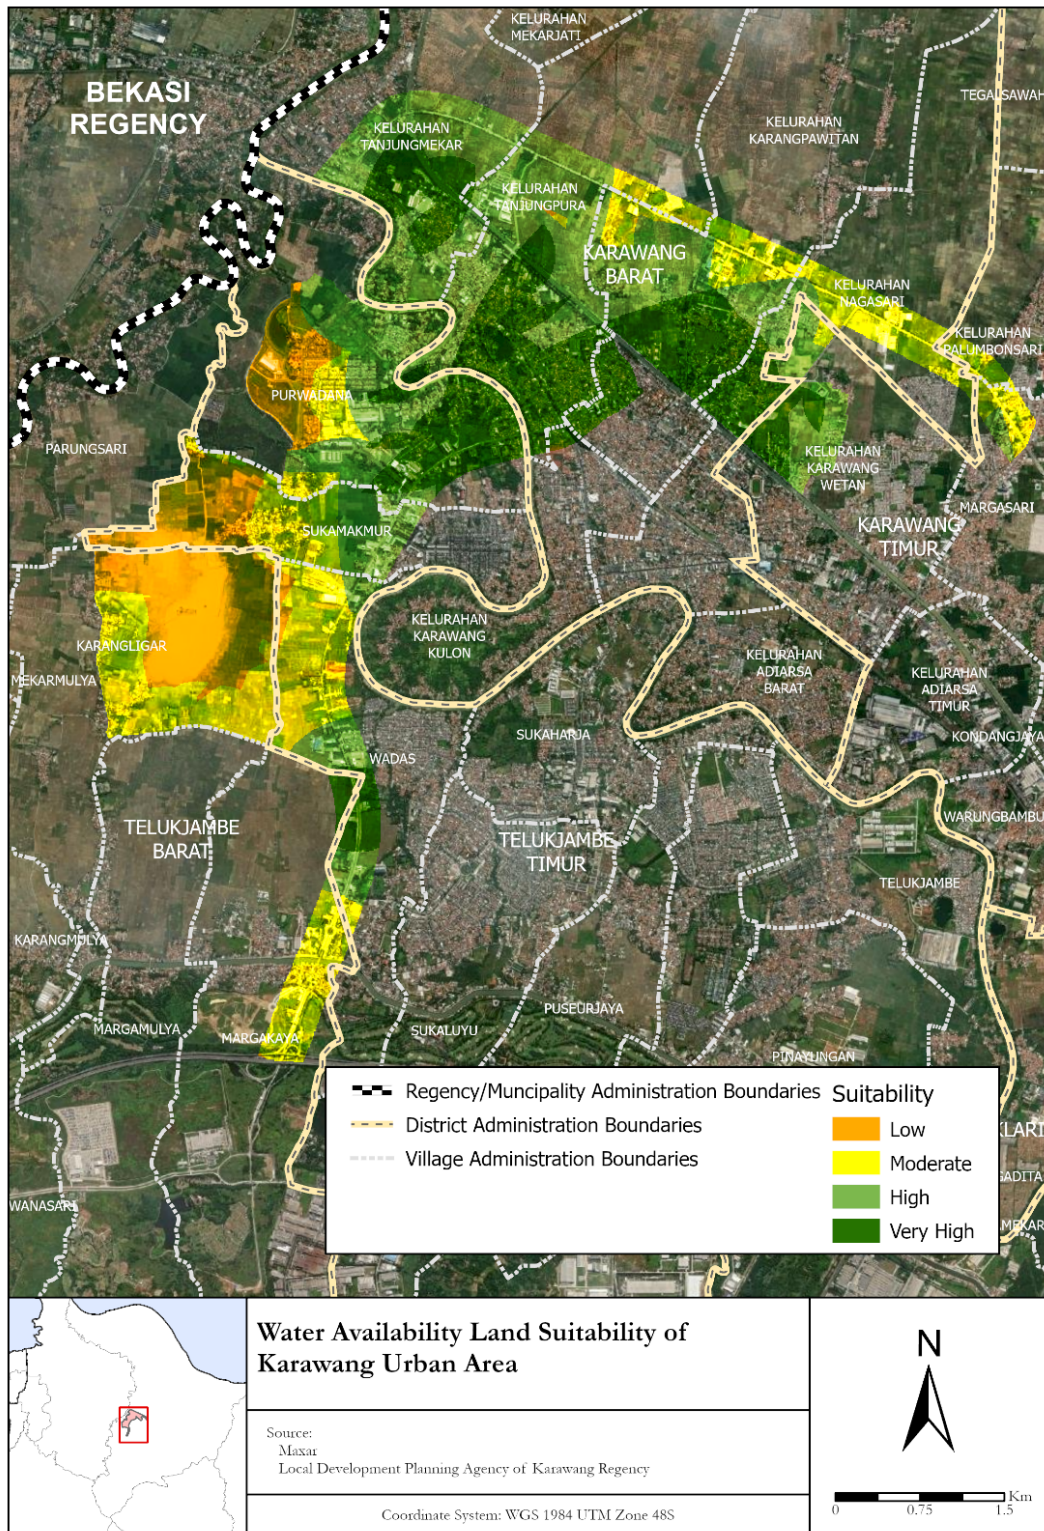 KELURAHAN
MEKARJATI
BEKASI
REGENCY
TEGALSAWAH
KELURAHAN
TANJUNGMEKAR
KELURAHAN
KARANGPAWITAN
KELURAHAN
TANJUNGPURA
KARAWANG
BARAT
KELURAHAN
NAGASARI
KELURAHAN
PALUMBONSARI
PURWADANA
PARUNGSARI
KELURAHAN
KARAWANG
WETAN
MARGASARI
SUKAMAKMUR
KARAWANG
TIMUR
KELURAHAN
KARAWANG
KULON
KARANGLIGAR
MEKARMULYA
KELURAHAN
ADIARSA
BARAT
KELURAHAN
ADIARSA
TIMUR
SUKAHARJA
KONDANGJAYA
WADAS
WARUNGBAMBU
TELUKJAMBE
BARAT
TELUKJAMBE
TIMUR
TELUKJAMBE
KARANGMULYA
PUSEURJAYA
MARGAMULYA
MARGAKAYA
SUKALUYU
PINAYUNGAN
Regency/Muncipality Administration Boundaries
District Administration Boundaries
Village Administration Boundaries
Suitability
Low
Moderate
High
Very High
KLARI
GADITA
AMEKAR
WANASARI
Water Availability Land Suitability of
Karawang Urban Area
Source:
Maxar
Local Development Planning Agency of Karawang Regency
Coordinate System: WGS 1984 UTM Zone 48S
N
Km
0 0.75 1.5